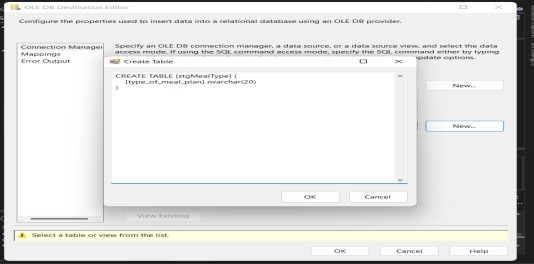 OLE DB Destination Editor
Configure the properties used to insert data into a relational database using an OLE DB provider.
Connection Manager
Mappings
Error Output
Specify an OLE DB connection manager, a data source, or a data source view, and select the data
access mode. If using the SQL command access mode, specify the SQL command either by typing
update options.
Create Table
CREATE TABLE [stgMealType] (
[type_of_meal_plan] nvarchar(20)
)
New...
New...
OK
Cancel
View Existing
Select a table or view from the list.
OK
Cancel
Help